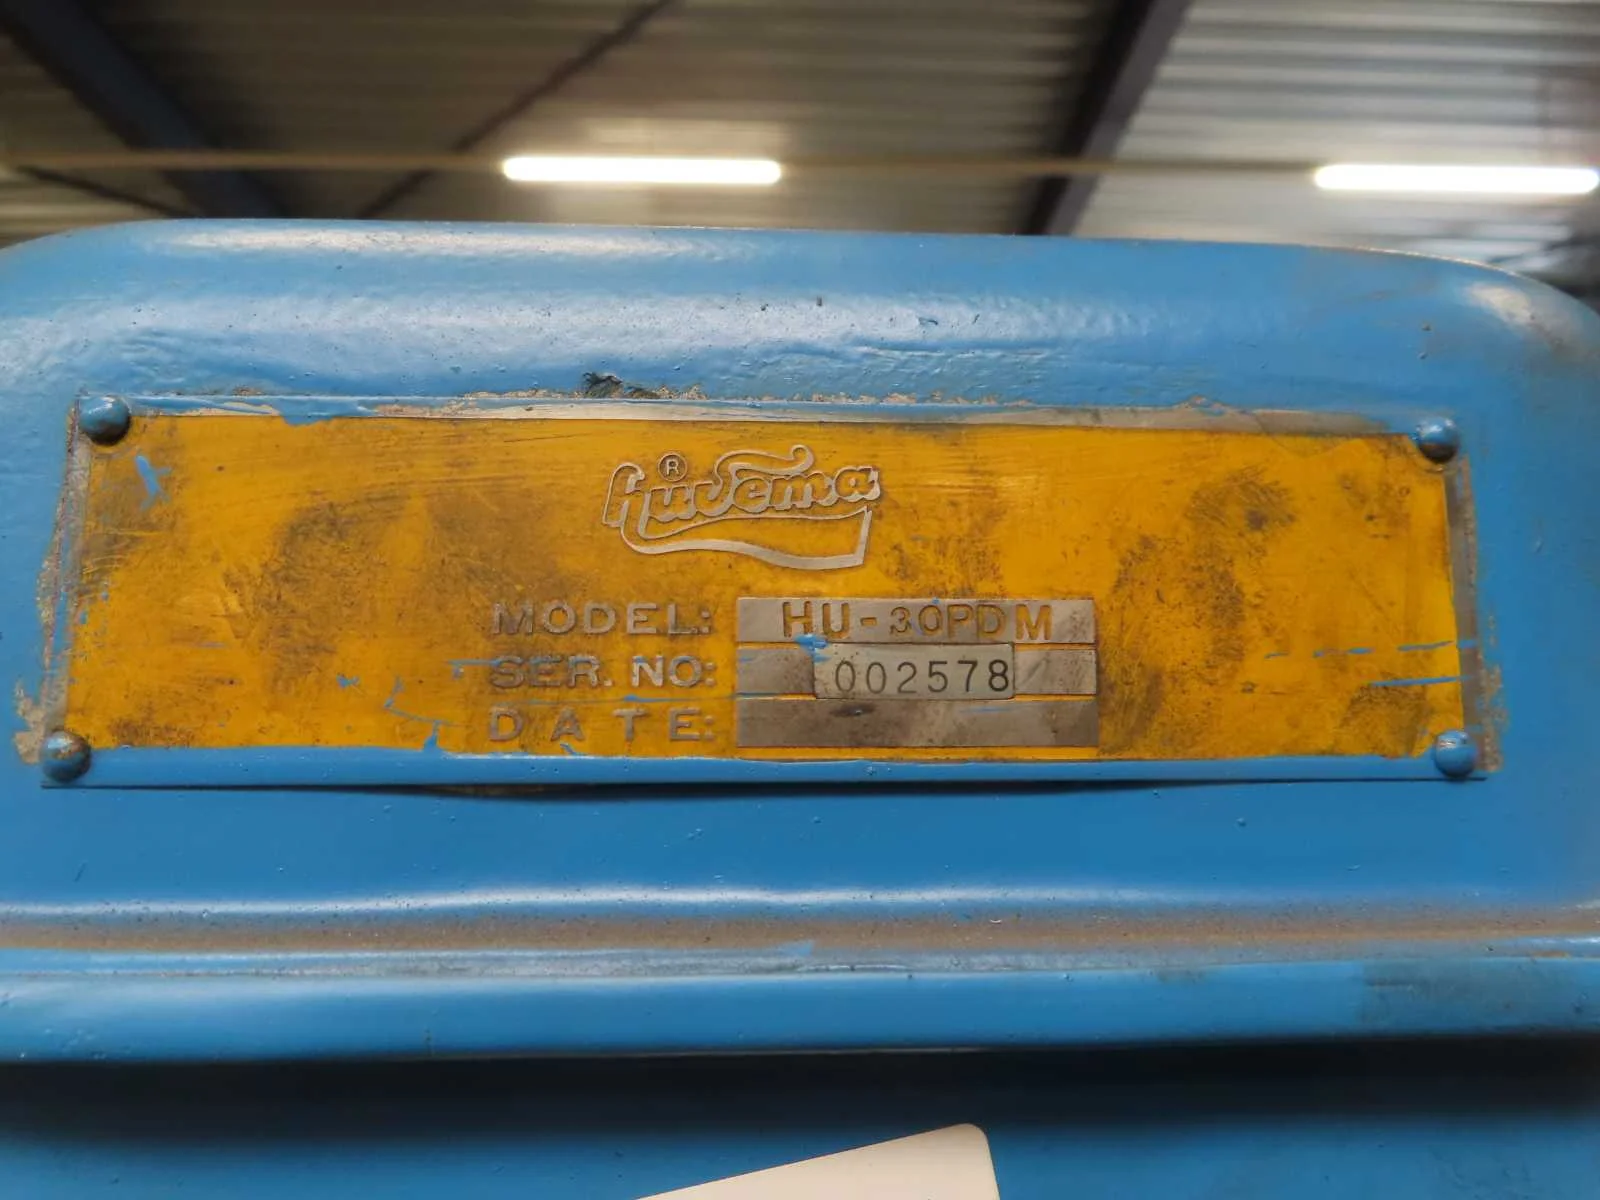 huvema®
MODEL: HU-30PDM
SER. NO: 002578
DATE: